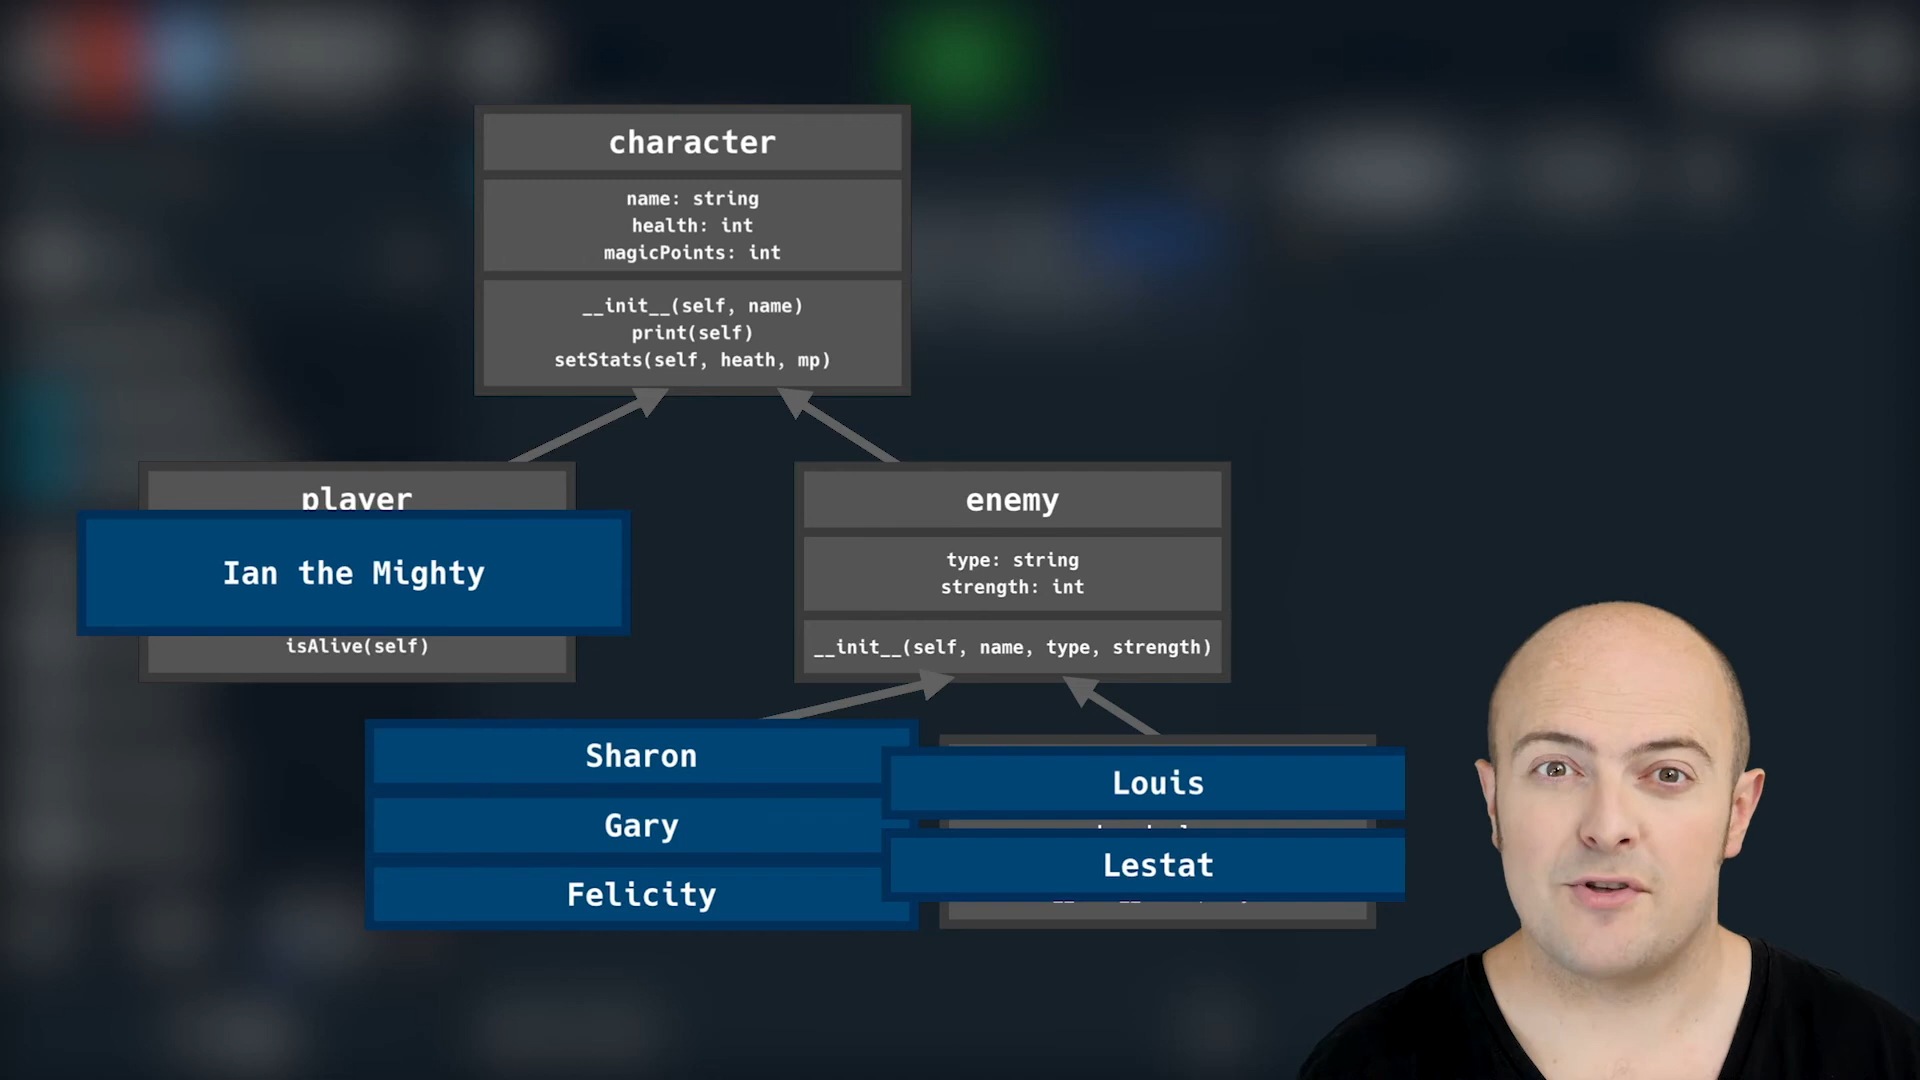 character
name: string
health: int
magicPoints: int
__init__(self, name)
print(self)
setStats(self, heath, mp)
player
Ian the Mighty
isAlive(self)
enemy
type: string
strength: int
__init__(self, name, type, strength)
Sharon
Gary
Felicity
Louis
Lestat